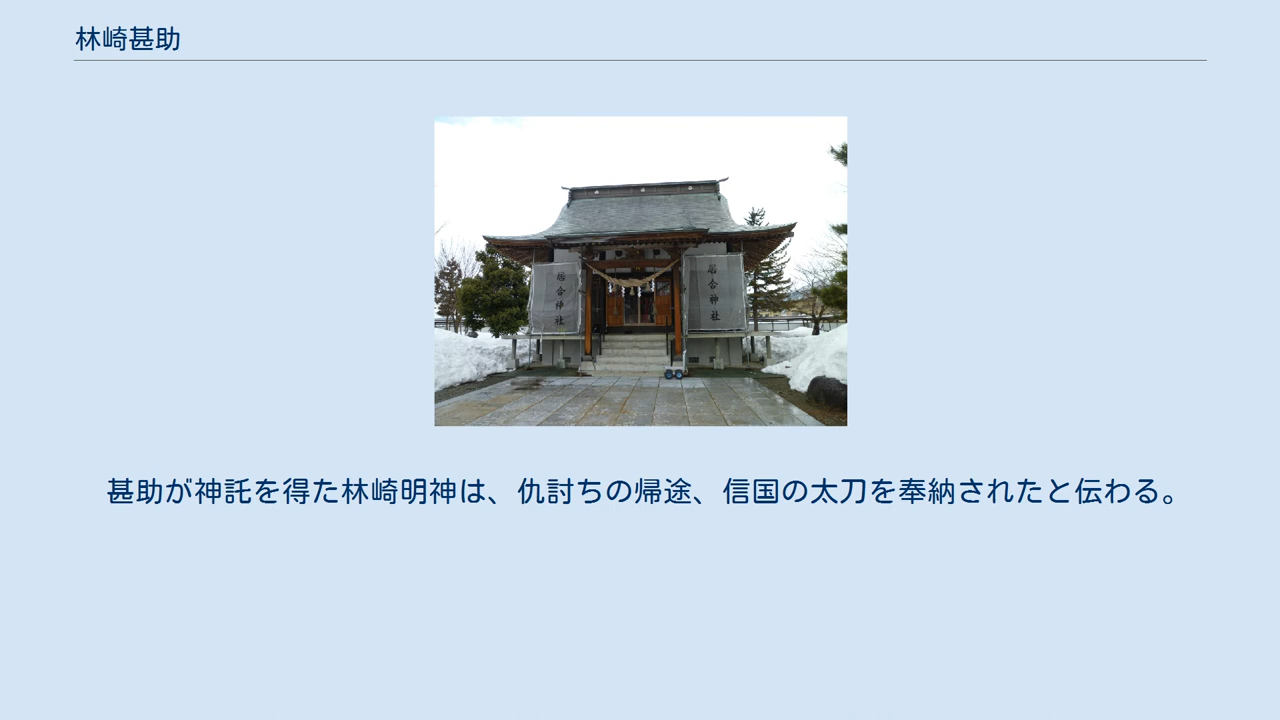 林崎甚助
居合神社
居合神社
甚助が神託を得た林崎明神は、仇討ちの帰途、信国の太刀を奉納されたと伝わる。